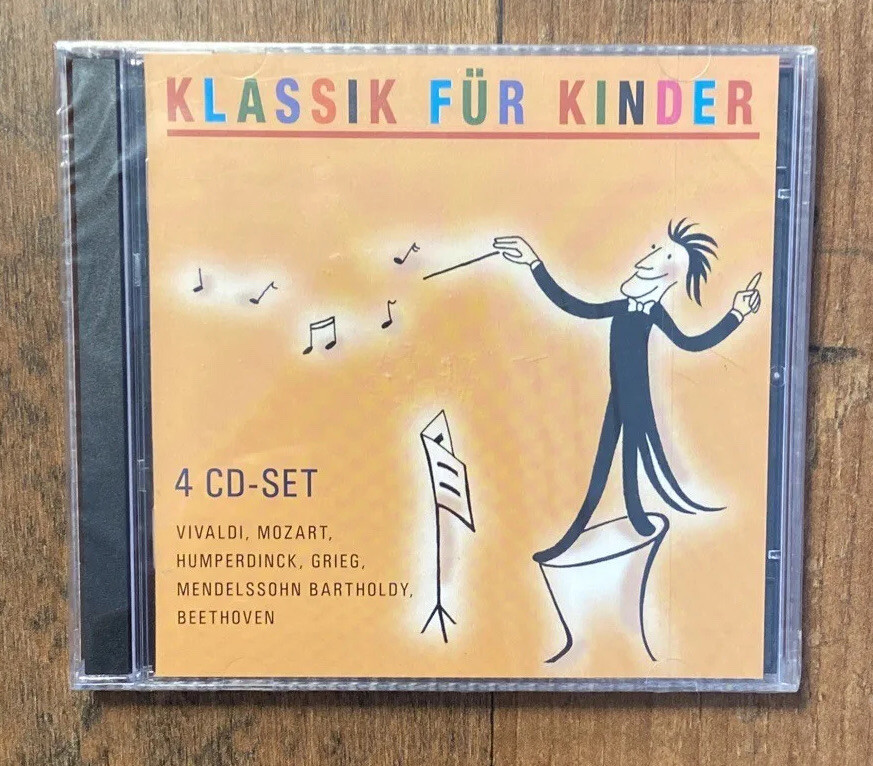 KLASSIK FÜR KINDER
4 CD-SET
VIVALDI, MOZART,
HUMPERDINCK, GRIEG,
MENDELSSOHN BARTHOLDY,
BEETHOVEN